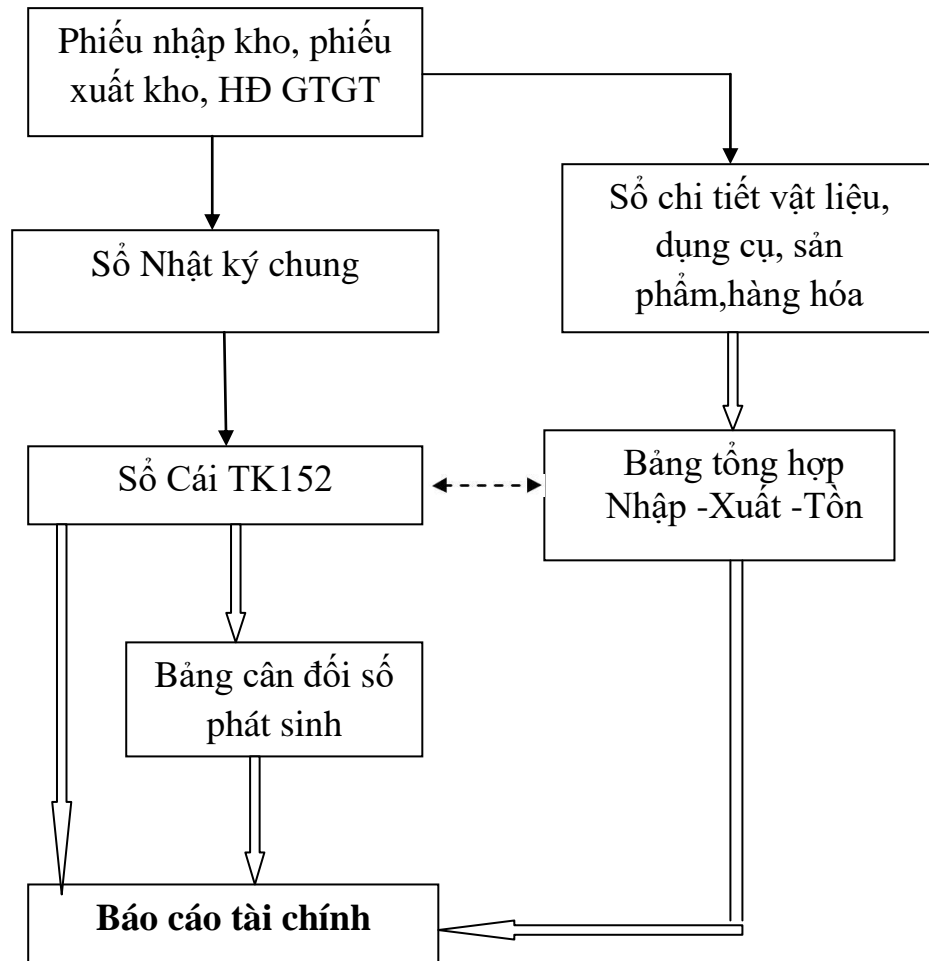 Phiếu nhập kho, phiếu
xuất kho, HĐ GTGT
Sổ chi tiết vật liệu,
dụng cụ, sản
phẩm,hàng hóa
Sổ Nhật ký chung
Sổ Cái TK152
Bảng tổng hợp
Nhập -Xuất -Tồn
Bảng cân đối số
phát sinh
Báo cáo tài chính